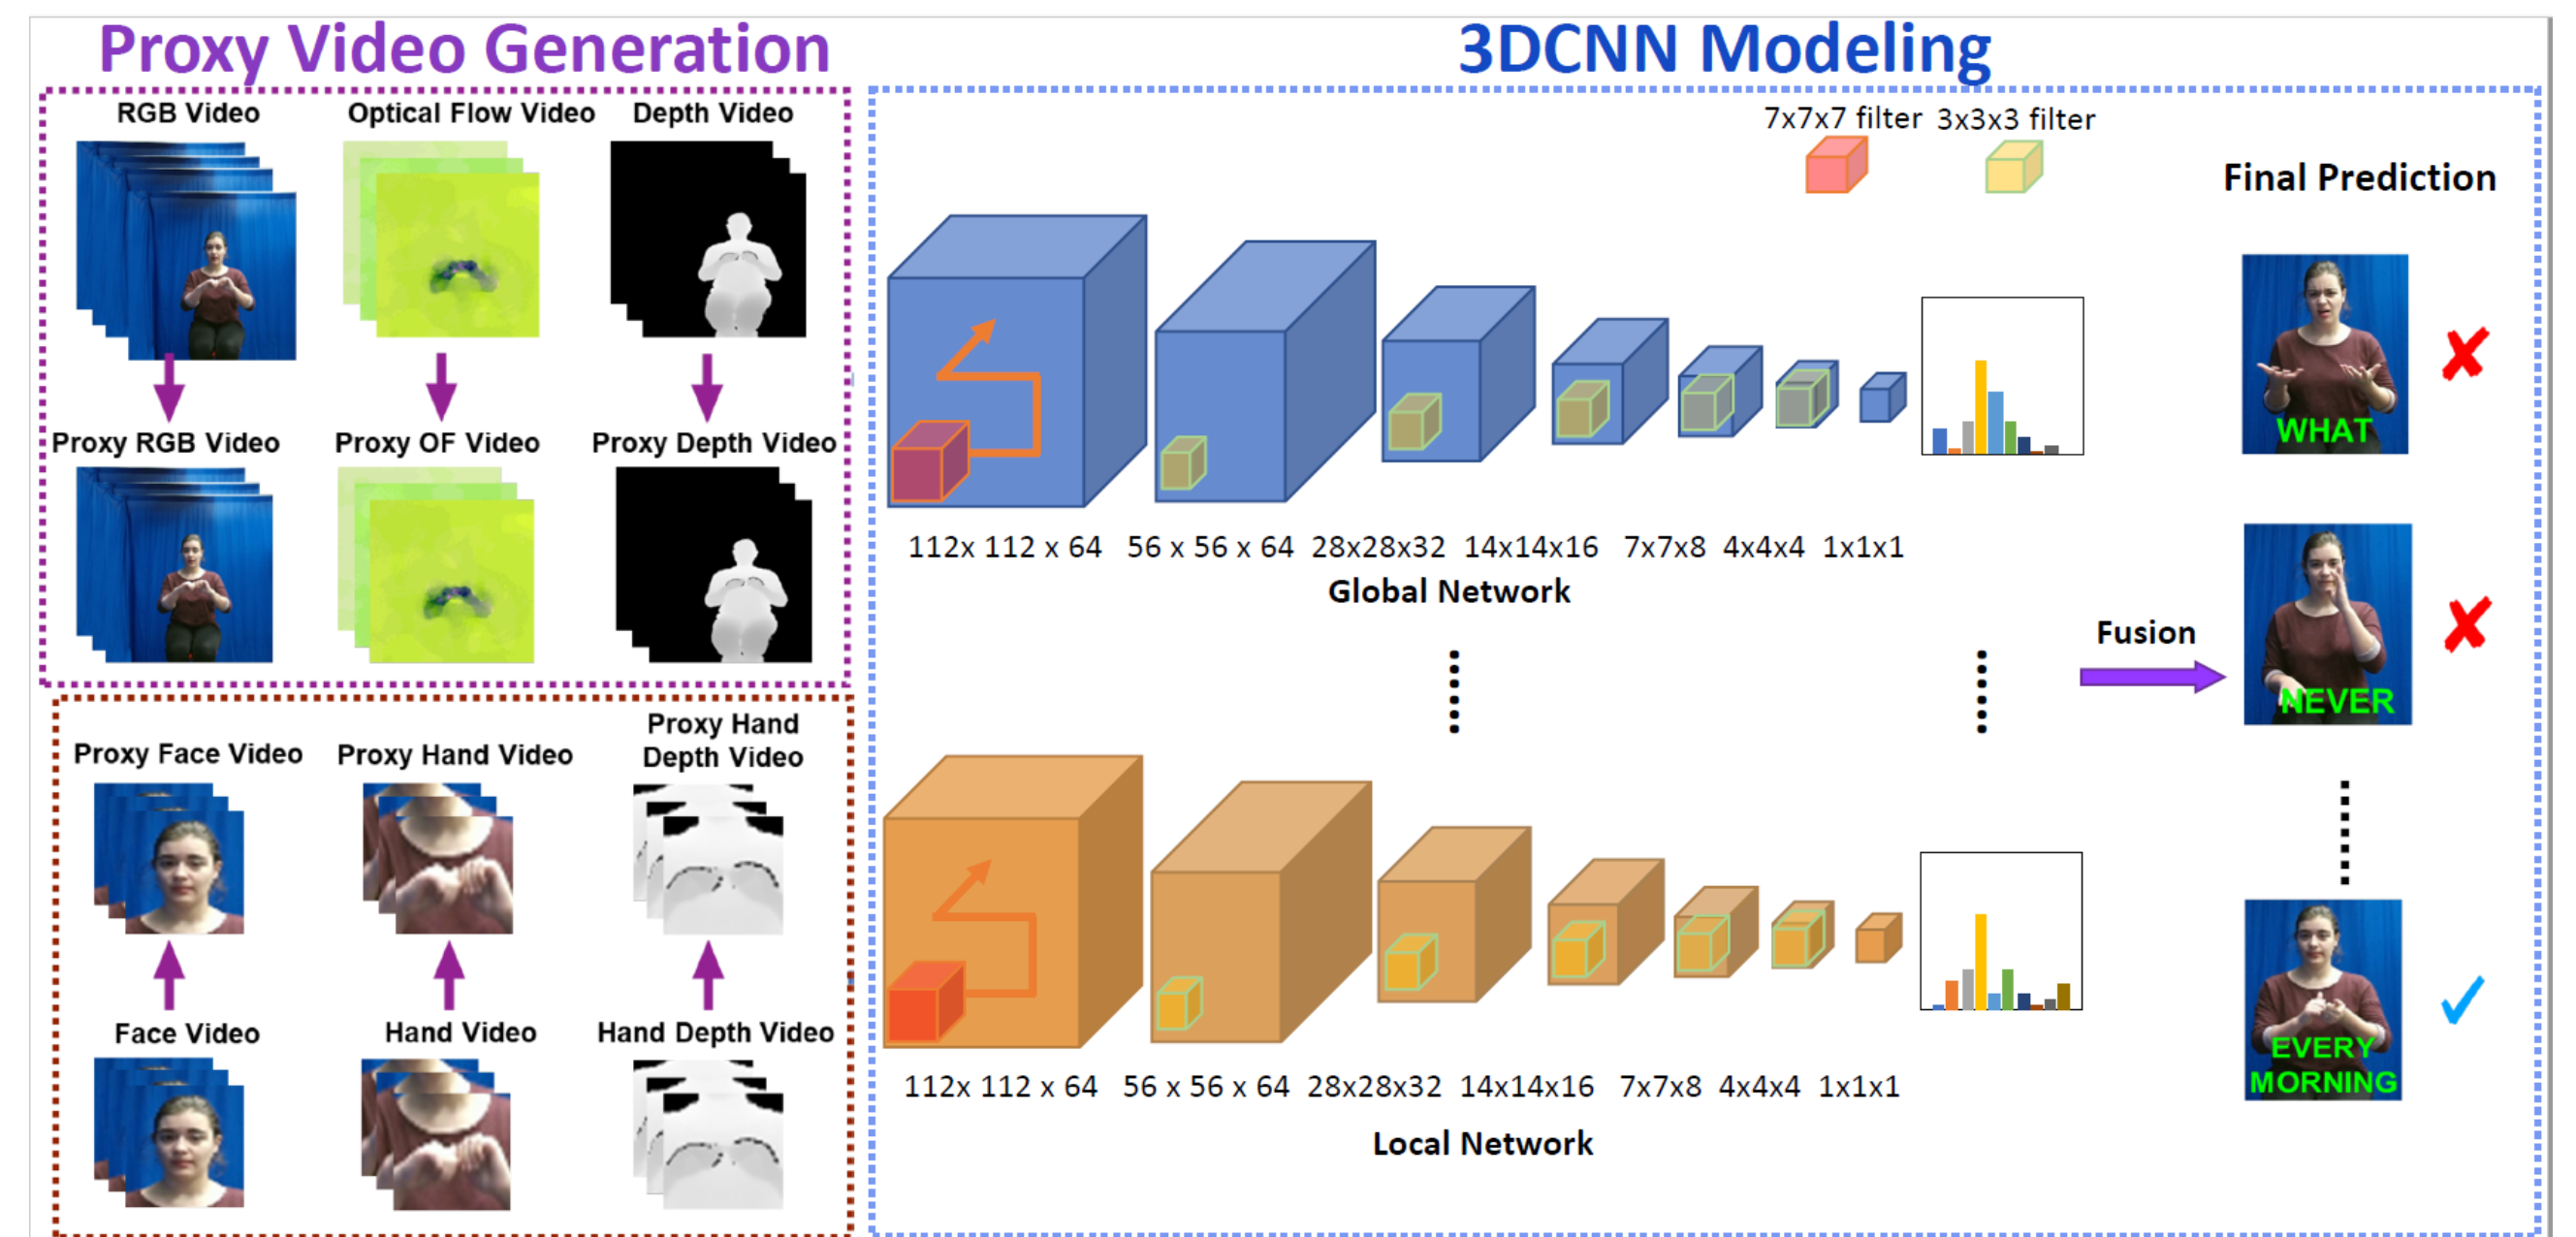 Proxy Video Generation
RGB Video
Optical Flow Video
Depth Video
Proxy RGB Video
Proxy OF Video
Proxy Depth Video
Proxy Face Video
Proxy Hand Video
Proxy Hand
Depth Video
Face Video
Hand Video
Hand Depth Video
3DCNN Modeling
7x7x7 filter
3x3x3 filter
112x 112 x 64
56 x 56 x 64
28x28x32
14x14x16
7x7x8
4x4x4
1x1x1
Global Network
112x 112 x 64
56 x 56 x 64
28x28x32
14x14x16
7x7x8
4x4x4
1x1x1
Local Network
Fusion
Final Prediction
WHAT
NEVER
EVERY
MORNING